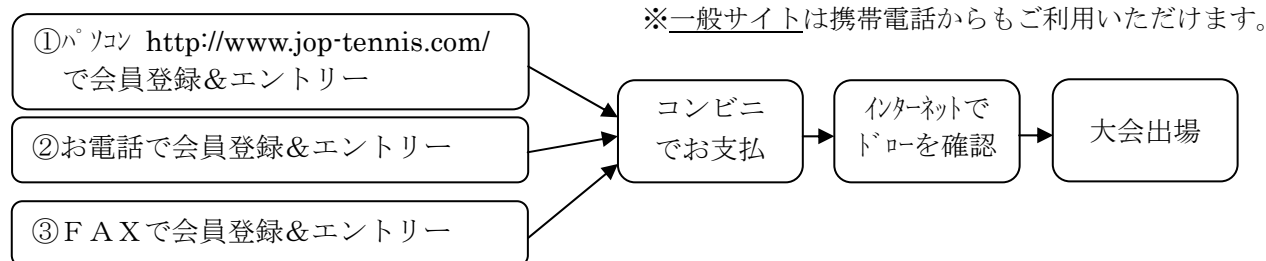 ※一般サイトは携帯電話からもご利用いただけます。
①ﾊﾟｿｺﾝ http://www.jop-tennis.com/
で会員登録＆エントリー
②お電話で会員登録＆エントリー
③ＦＡＸで会員登録＆エントリー
コンビニ
でお支払
ｲﾝﾀｰﾈｯﾄで
ﾄﾞﾛｰを確認
大会出場